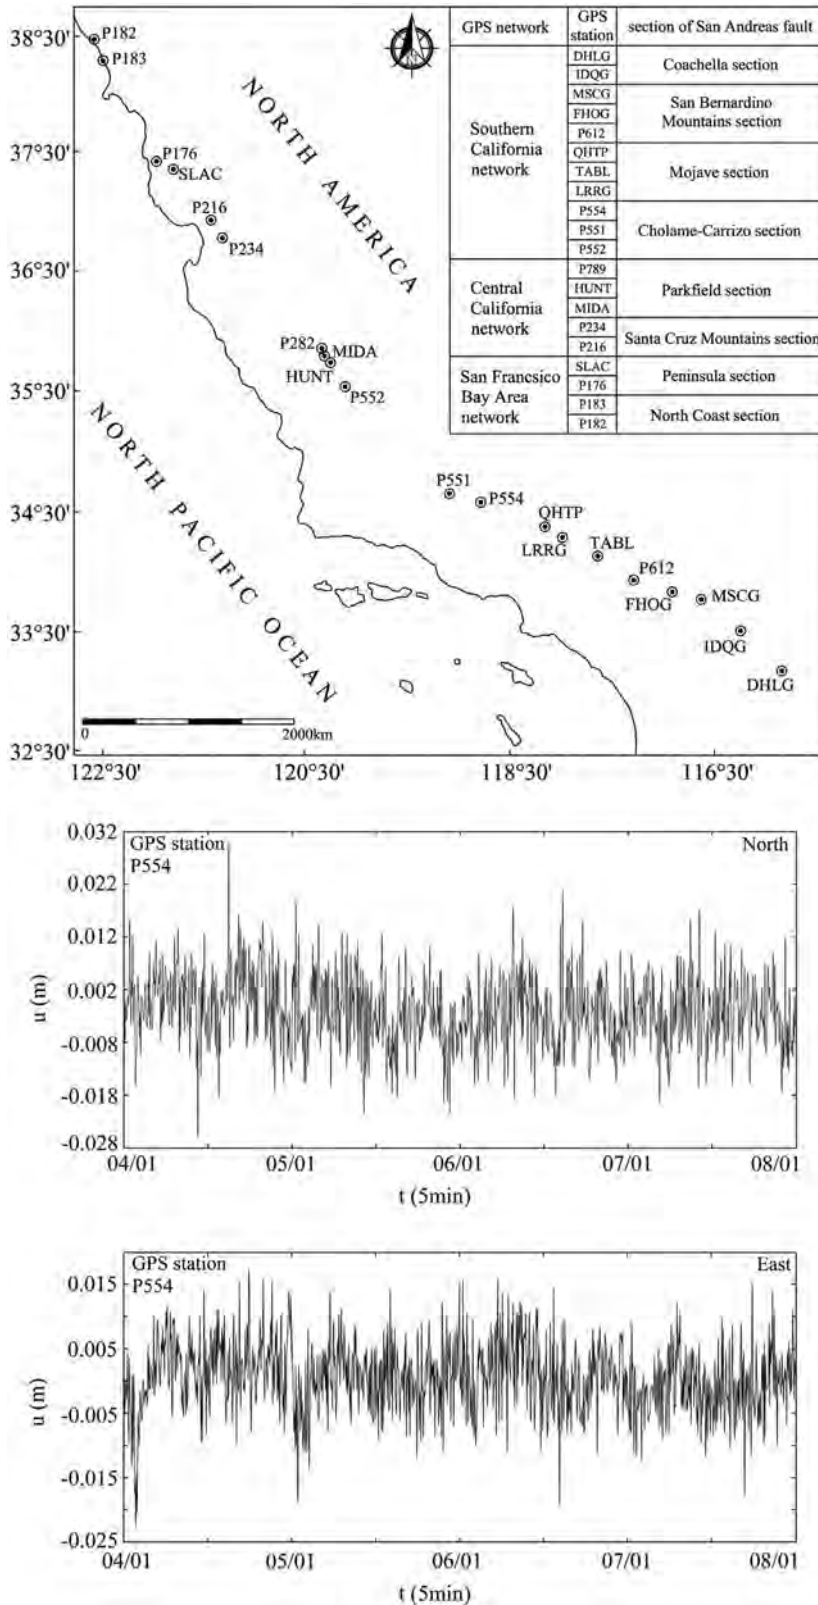 38°30'
37°30'
36°30'
35°30'
34°30'
33°30'
32°30'
122°30'
120°30'
118°30'
116°30'
P182
P183
P176
SLAC
P216
P234
P282
MIDA
HUNT
P552
P551
P554
QHTP
LRRG
TABL
P612
FHOG
MSCG
IDQG
DHLG
NORTH AMERICA
NORTH PACIFIC OCEAN
N
0 2000km
GPS network
GPS
station
section of San Andreas fault
Southern
California
network
DHLG
IDQG
Coachella section
MSCG
FHOG
P612
San Bernardino
Mountains section
QHTP
TABL
LRRG
Mojave section
P554
P551
P552
Cholame-Carrizo section
Central
California
network
P789
HUNT
MIDA
Parkfield section
P234
P216
Santa Cruz Mountains section
San Francsico
Bay Area
network
SLAC
P176
Peninsula section
P183
P182
North Coast section
GPS station
P554
North
0.032
0.022
0.012
0.002
-0.008
-0.018
-0.028
u (m)
04/01 05/01 06/01 07/01 08/01
t (5min)
GPS station
P554
East
0.015
0.005
-0.005
-0.015
-0.025
u (m)
04/01 05/01 06/01 07/01 08/01
t (5min)